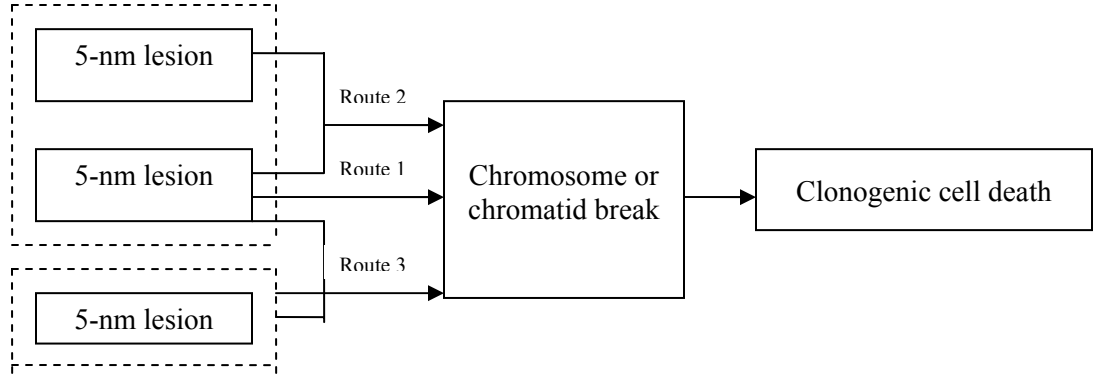 5-nm lesion
Route 2
5-nm lesion
Route 1
Chromosome or
chromatid break
Clonogenic cell death
Route 3
5-nm lesion